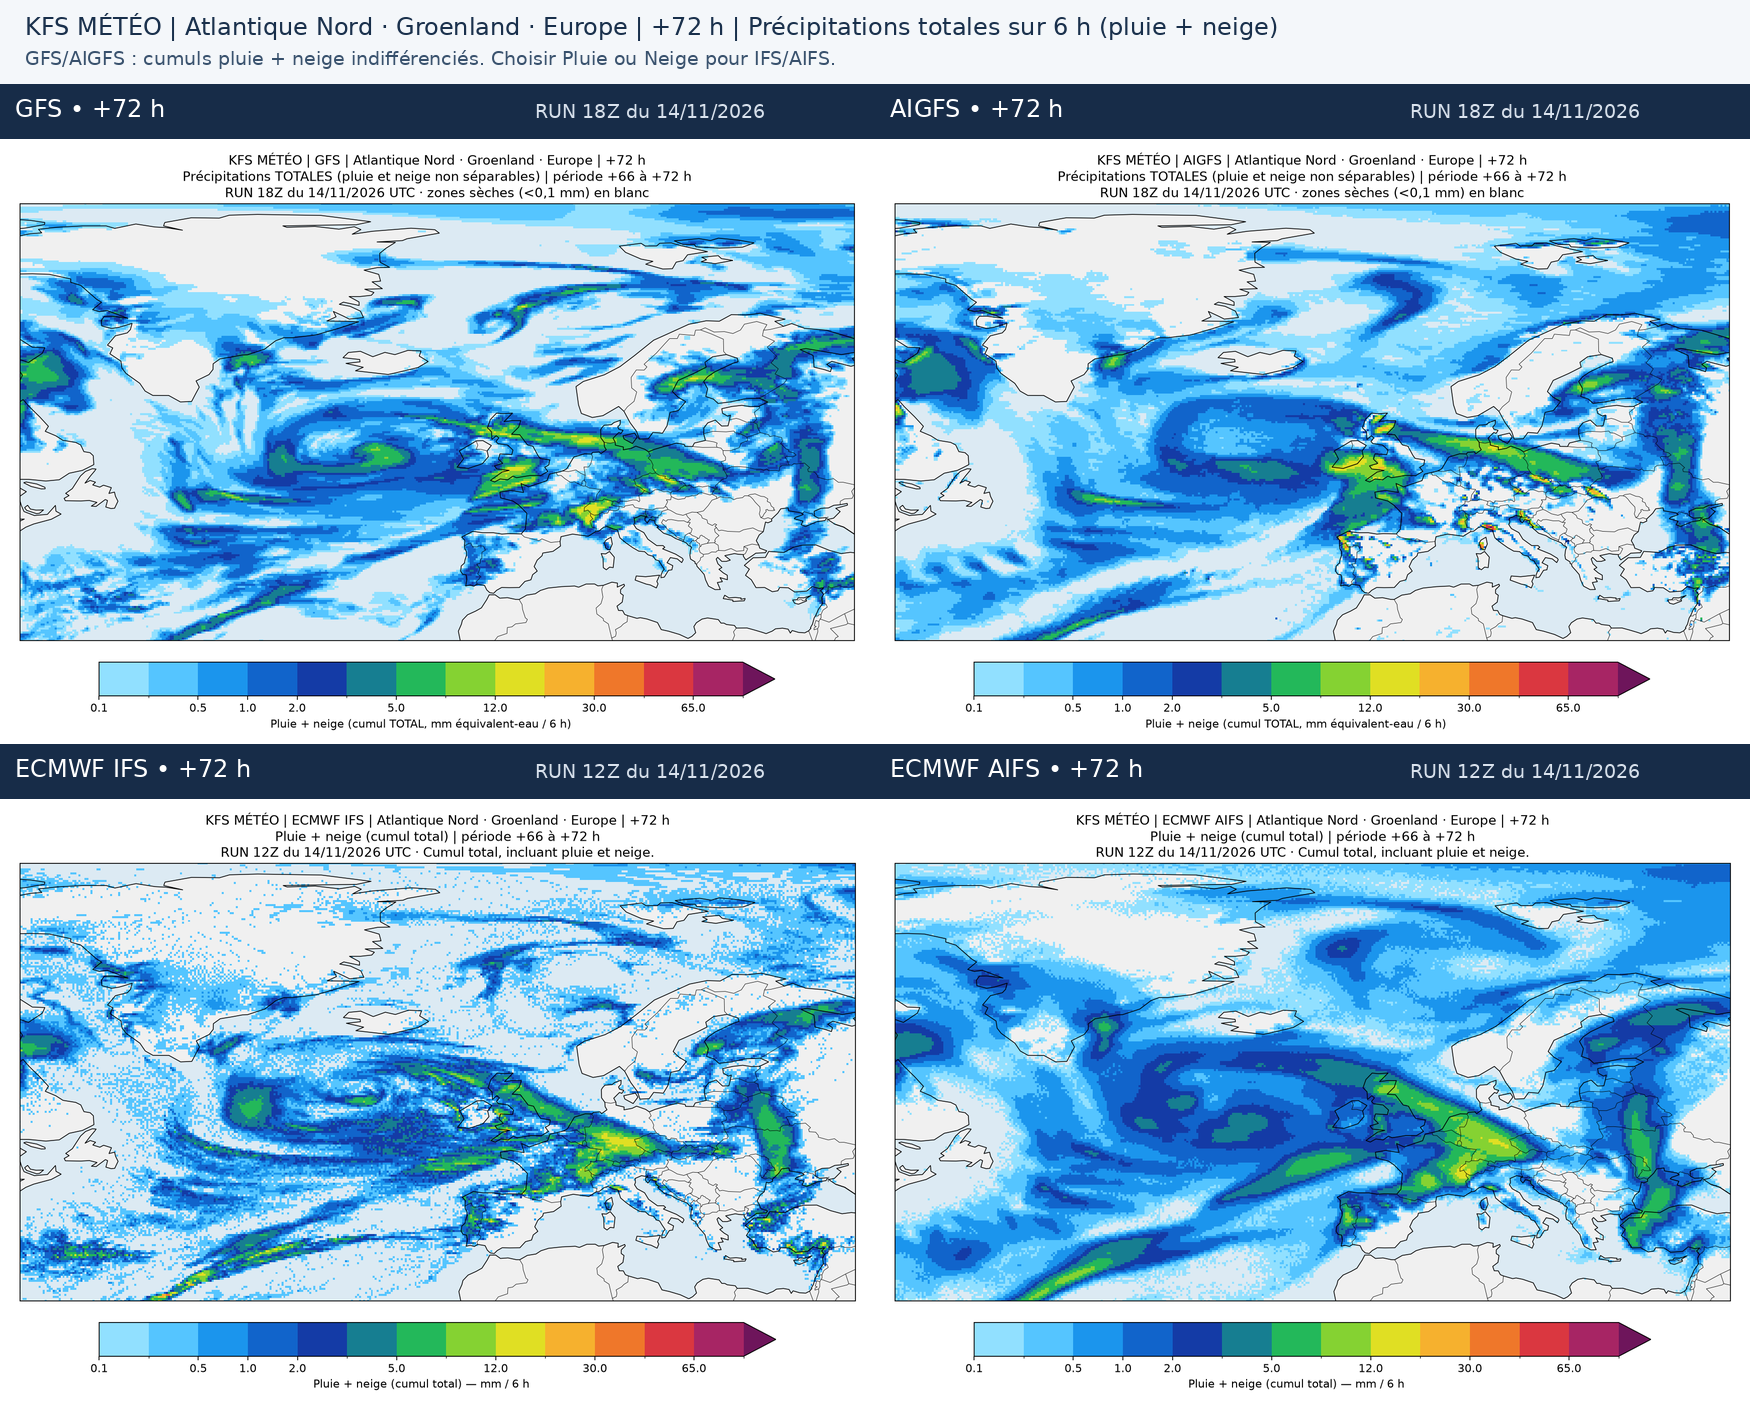 KFS MÉTÉO | Atlantique Nord · Groenland · Europe | +72 h | Précipitations totales sur 6 h (pluie + neige)
GFS/AIGFS : cumuls pluie + neige indifférenciés. Choisir Pluie ou Neige pour IFS/AIFS.
GFS • +72 h
RUN 18Z du 14/11/2026
AIGFS • +72 h
RUN 18Z du 14/11/2026
KFS MÉTÉO | GFS | Atlantique Nord · Groenland · Europe | +72 h
Précipitations TOTALES (pluie et neige non séparables) | période +66 à +72 h
RUN 18Z du 14/11/2026 UTC · zones sèches (<0,1 mm) en blanc
KFS MÉTÉO | AIGFS | Atlantique Nord · Groenland · Europe | +72 h
Précipitations TOTALES (pluie et neige non séparables) | période +66 à +72 h
RUN 18Z du 14/11/2026 UTC · zones sèches (<0,1 mm) en blanc
0.1 0.5 1.0 2.0 5.0 12.0 30.0 65.0
Pluie + neige (cumul TOTAL, mm équivalent-eau / 6 h)
0.1 0.5 1.0 2.0 5.0 12.0 30.0 65.0
Pluie + neige (cumul TOTAL, mm équivalent-eau / 6 h)
ECMWF IFS • +72 h
RUN 12Z du 14/11/2026
ECMWF AIFS • +72 h
RUN 12Z du 14/11/2026
KFS MÉTÉO | ECMWF IFS | Atlantique Nord · Groenland · Europe | +72 h
Pluie + neige (cumul total) | période +66 à +72 h
RUN 12Z du 14/11/2026 UTC · Cumul total, incluant pluie et neige.
KFS MÉTÉO | ECMWF AIFS | Atlantique Nord · Groenland · Europe | +72 h
Pluie + neige (cumul total) | période +66 à +72 h
RUN 12Z du 14/11/2026 UTC · Cumul total, incluant pluie et neige.
0.1 0.5 1.0 2.0 5.0 12.0 30.0 65.0
Pluie + neige (cumul total) — mm / 6 h
0.1 0.5 1.0 2.0 5.0 12.0 30.0 65.0
Pluie + neige (cumul total) — mm / 6 h